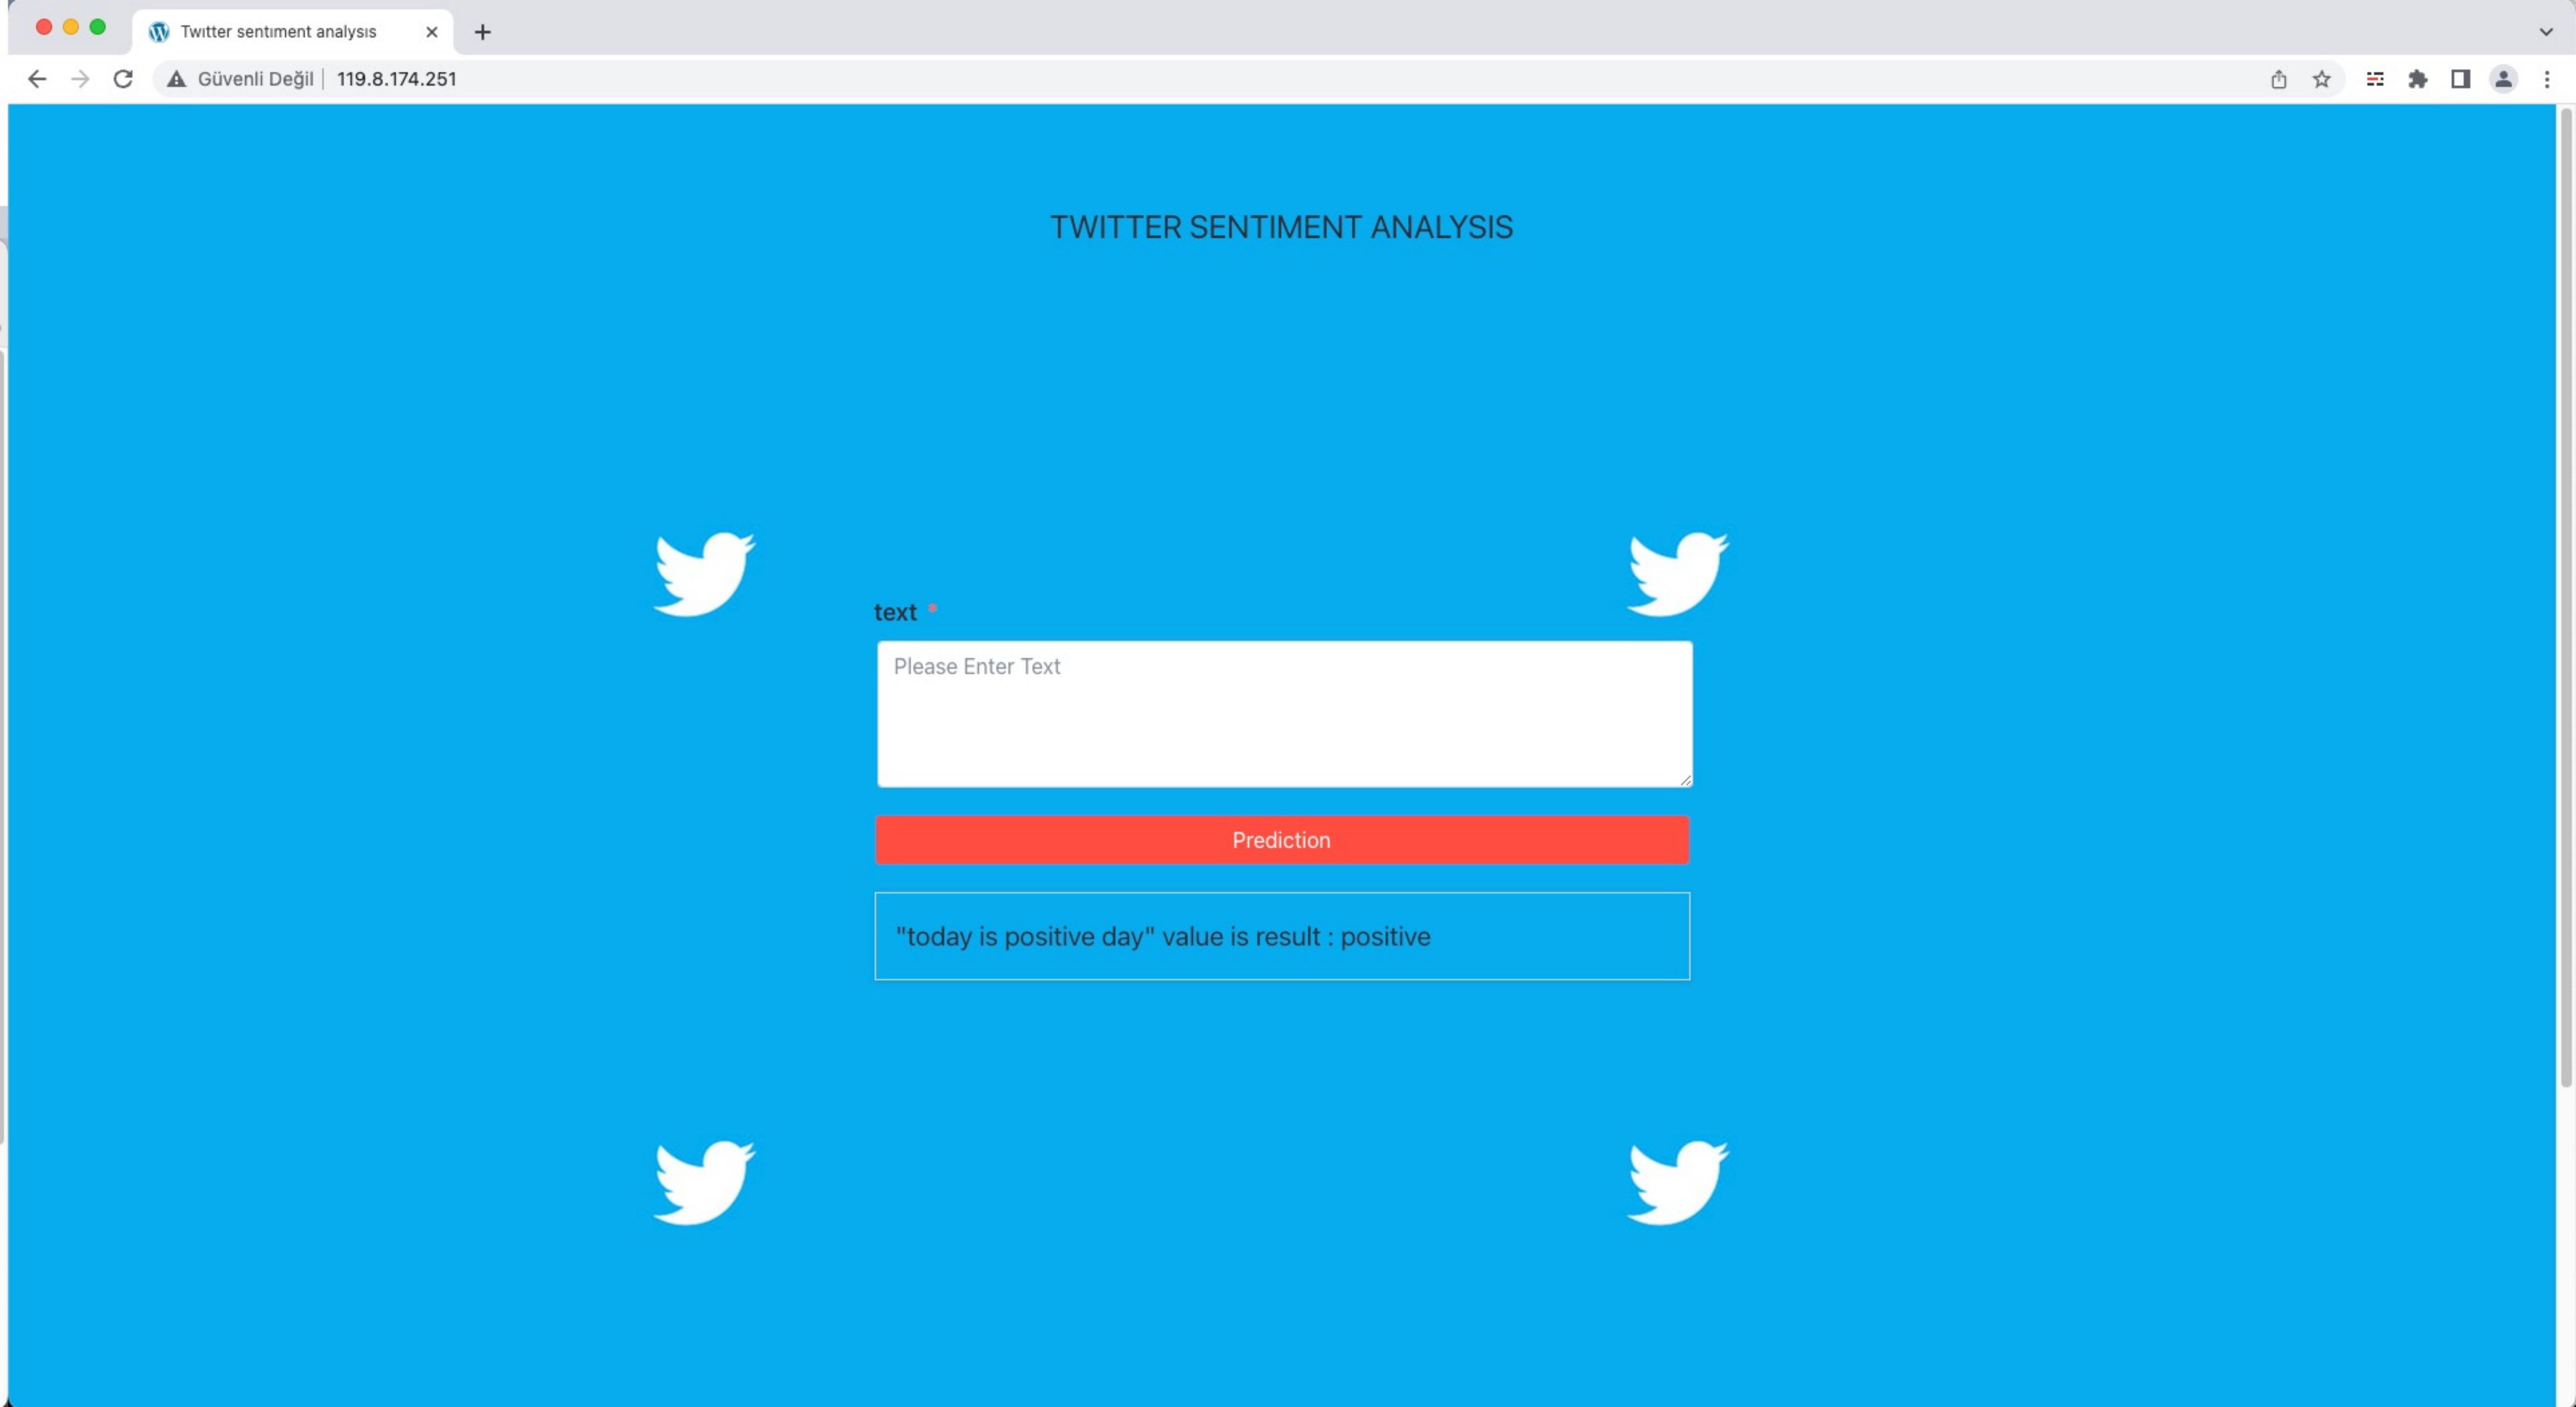 Twitter sentiment analysis
Güvenli Değil 119.8.174.251
TWITTER SENTIMENT ANALYSIS
text *
Please Enter Text
Prediction
"today is positive day" value is result : positive